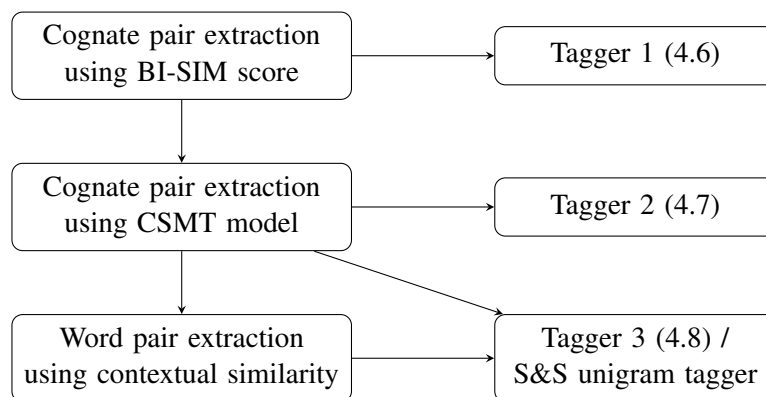 Cognate pair extraction
using BI-SIM score
Tagger 1 (4.6)
Cognate pair extraction
using CSMT model
Tagger 2 (4.7)
Word pair extraction
using contextual similarity
Tagger 3 (4.8) /
S&S unigram tagger